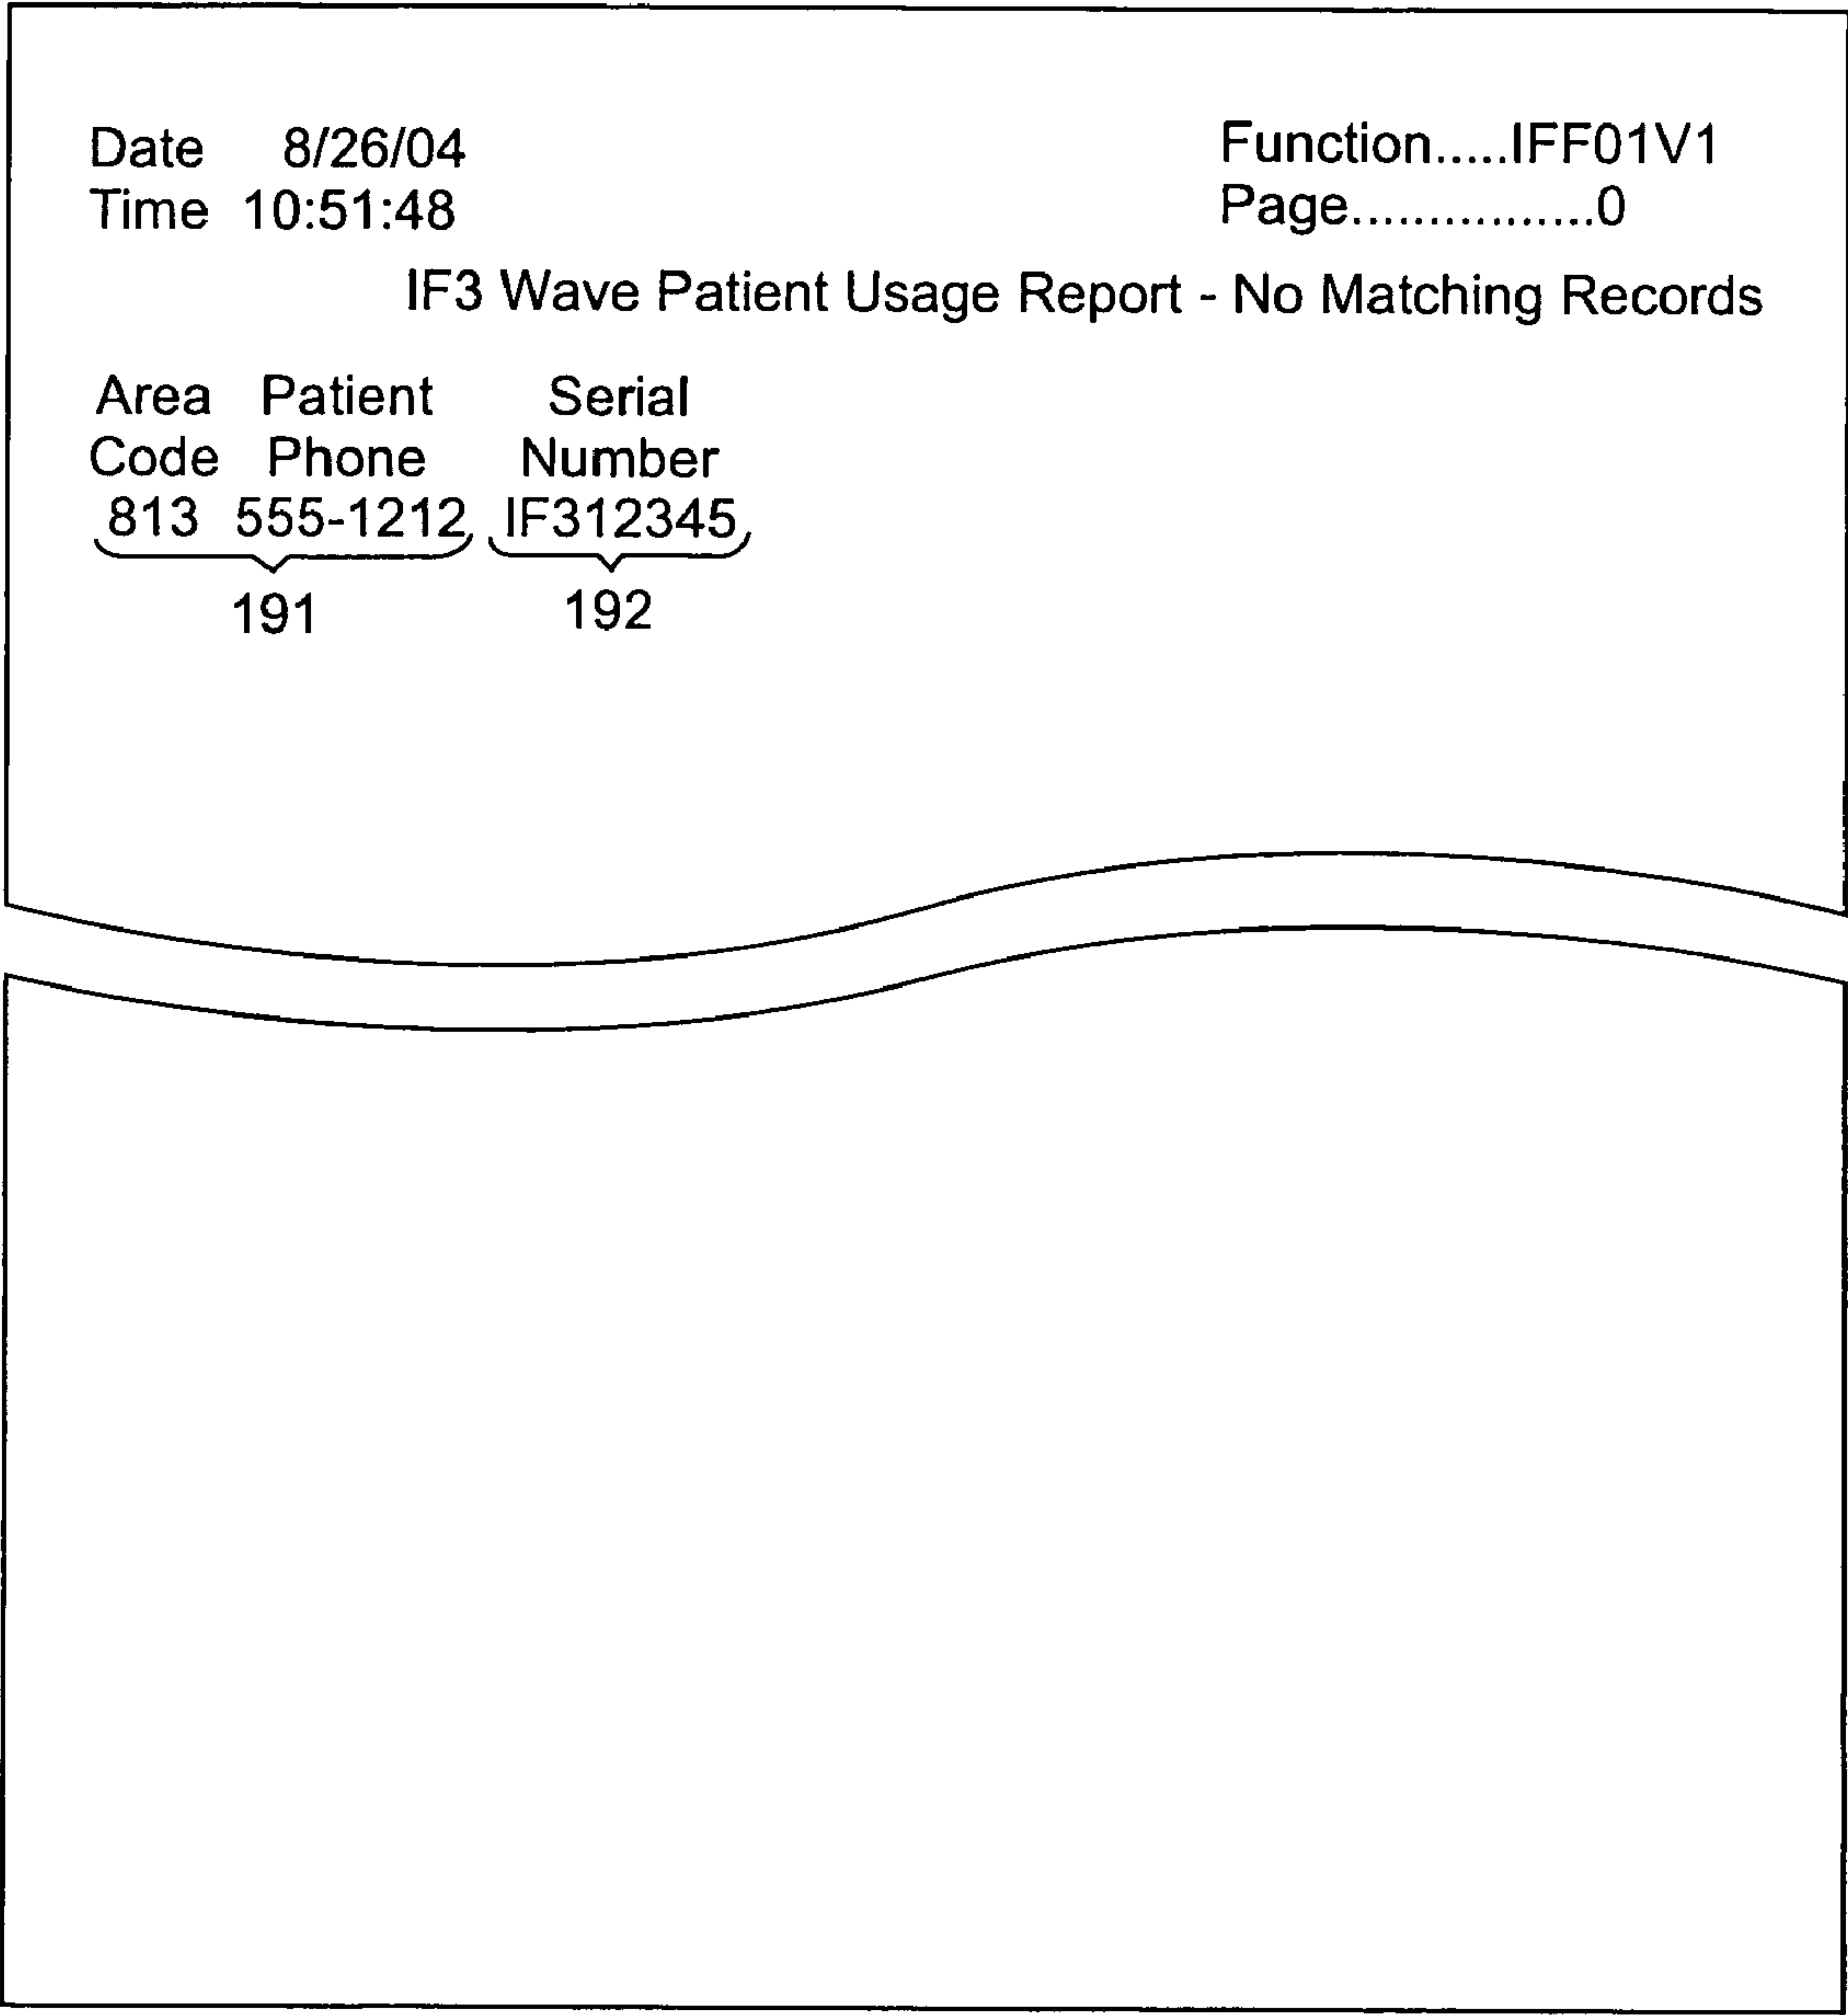 Date 8/26/04 Function.....IFF01V1
Time 10:51:48 Page................0
IF3 Wave Patient Usage Report - No Matching Records
Area Patient Serial
Code Phone Number
813 555-1212 IF312345
191 192